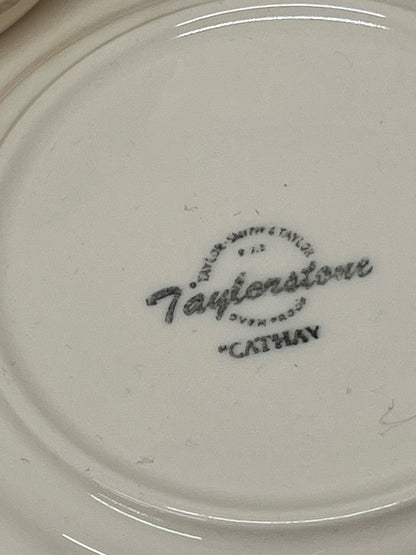 TAYLOR·SMITH & TAYLOR
Taylorstone
OVEN PROOF
"CATHAY